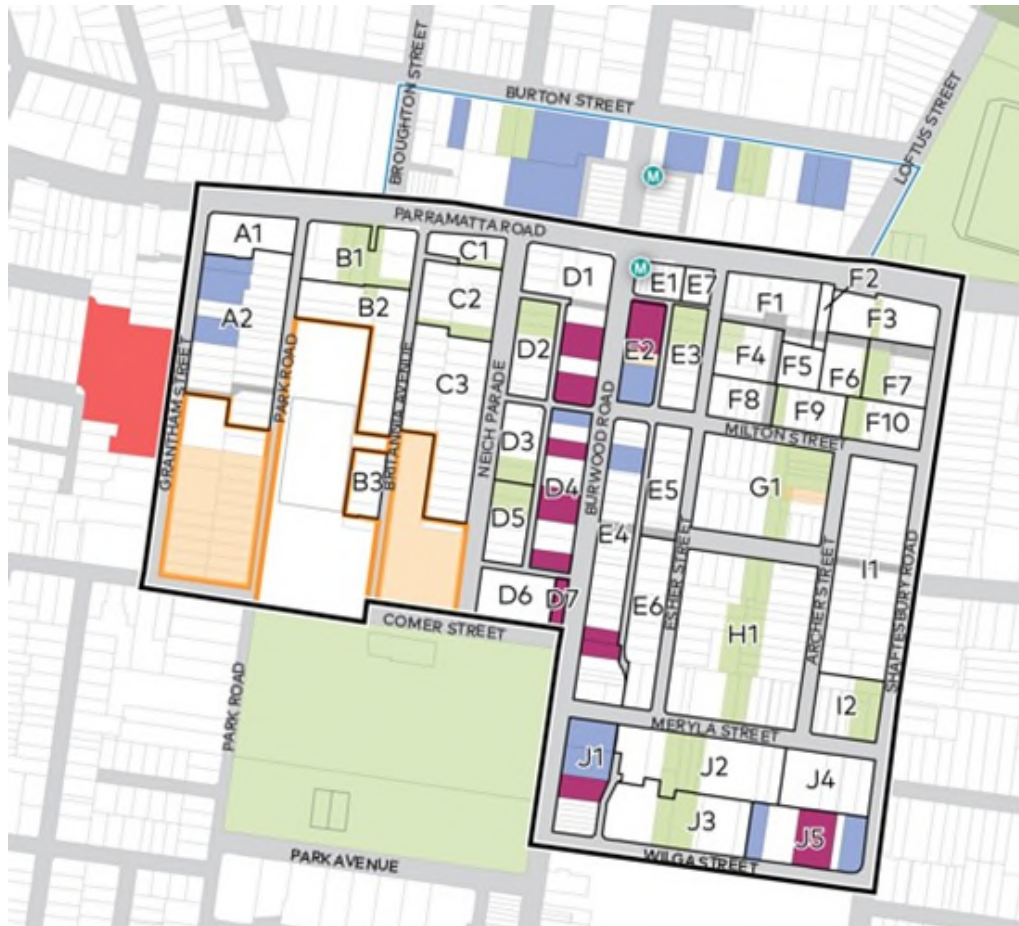 BURTON STREET
BROUGHTON STREET
LOFTUS STREET
M
PARRAMATTA ROAD
M
A1
B1
C1
D1
E1
E7
F1
F2
F3
A2
B2
C2
D2
E2
E3
F4
F5
F6
F7
C3
F8
F9
F10
MILTON STREET
GRANTHAM STREET
PARK ROAD
BRITANNIA AVENUE
NEICH PARADE
BURWOOD ROAD
B3
D3
D4
D5
E4
E5
G1
I1
D6
D7
E6
ESHER STREET
H1
ARCHER STREET
SHAFTESBURY ROAD
COMER STREET
I2
PARK ROAD
MERYLA STREET
J1
J2
J4
J3
J5
PARK AVENUE
WILGA STREET